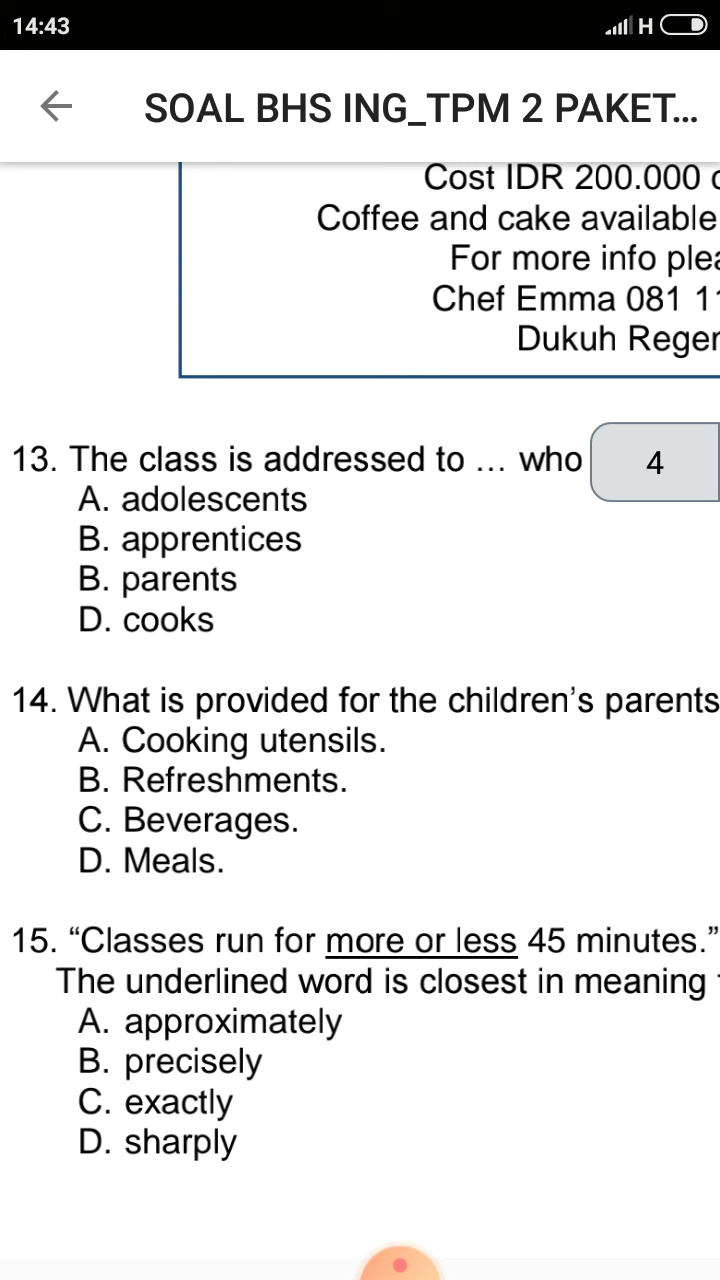 14:43
H
SOAL BHS ING_TPM 2 PAKET...
Cost IDR 200.000
Coffee and cake available
For more info
Chef Emma 081
Dukuh
13. The class is addressed to ... who
4
A. adolescents
B. apprentices
B. parents
D. cooks
14. What is provided for the children's parents
A. Cooking utensils.
B. Refreshments.
C. Beverages.
D. Meals.
15. “Classes run for more or less 45 minutes.”
The underlined word is closest in meaning
A. approximately
B. precisely
C. exactly
D. sharply